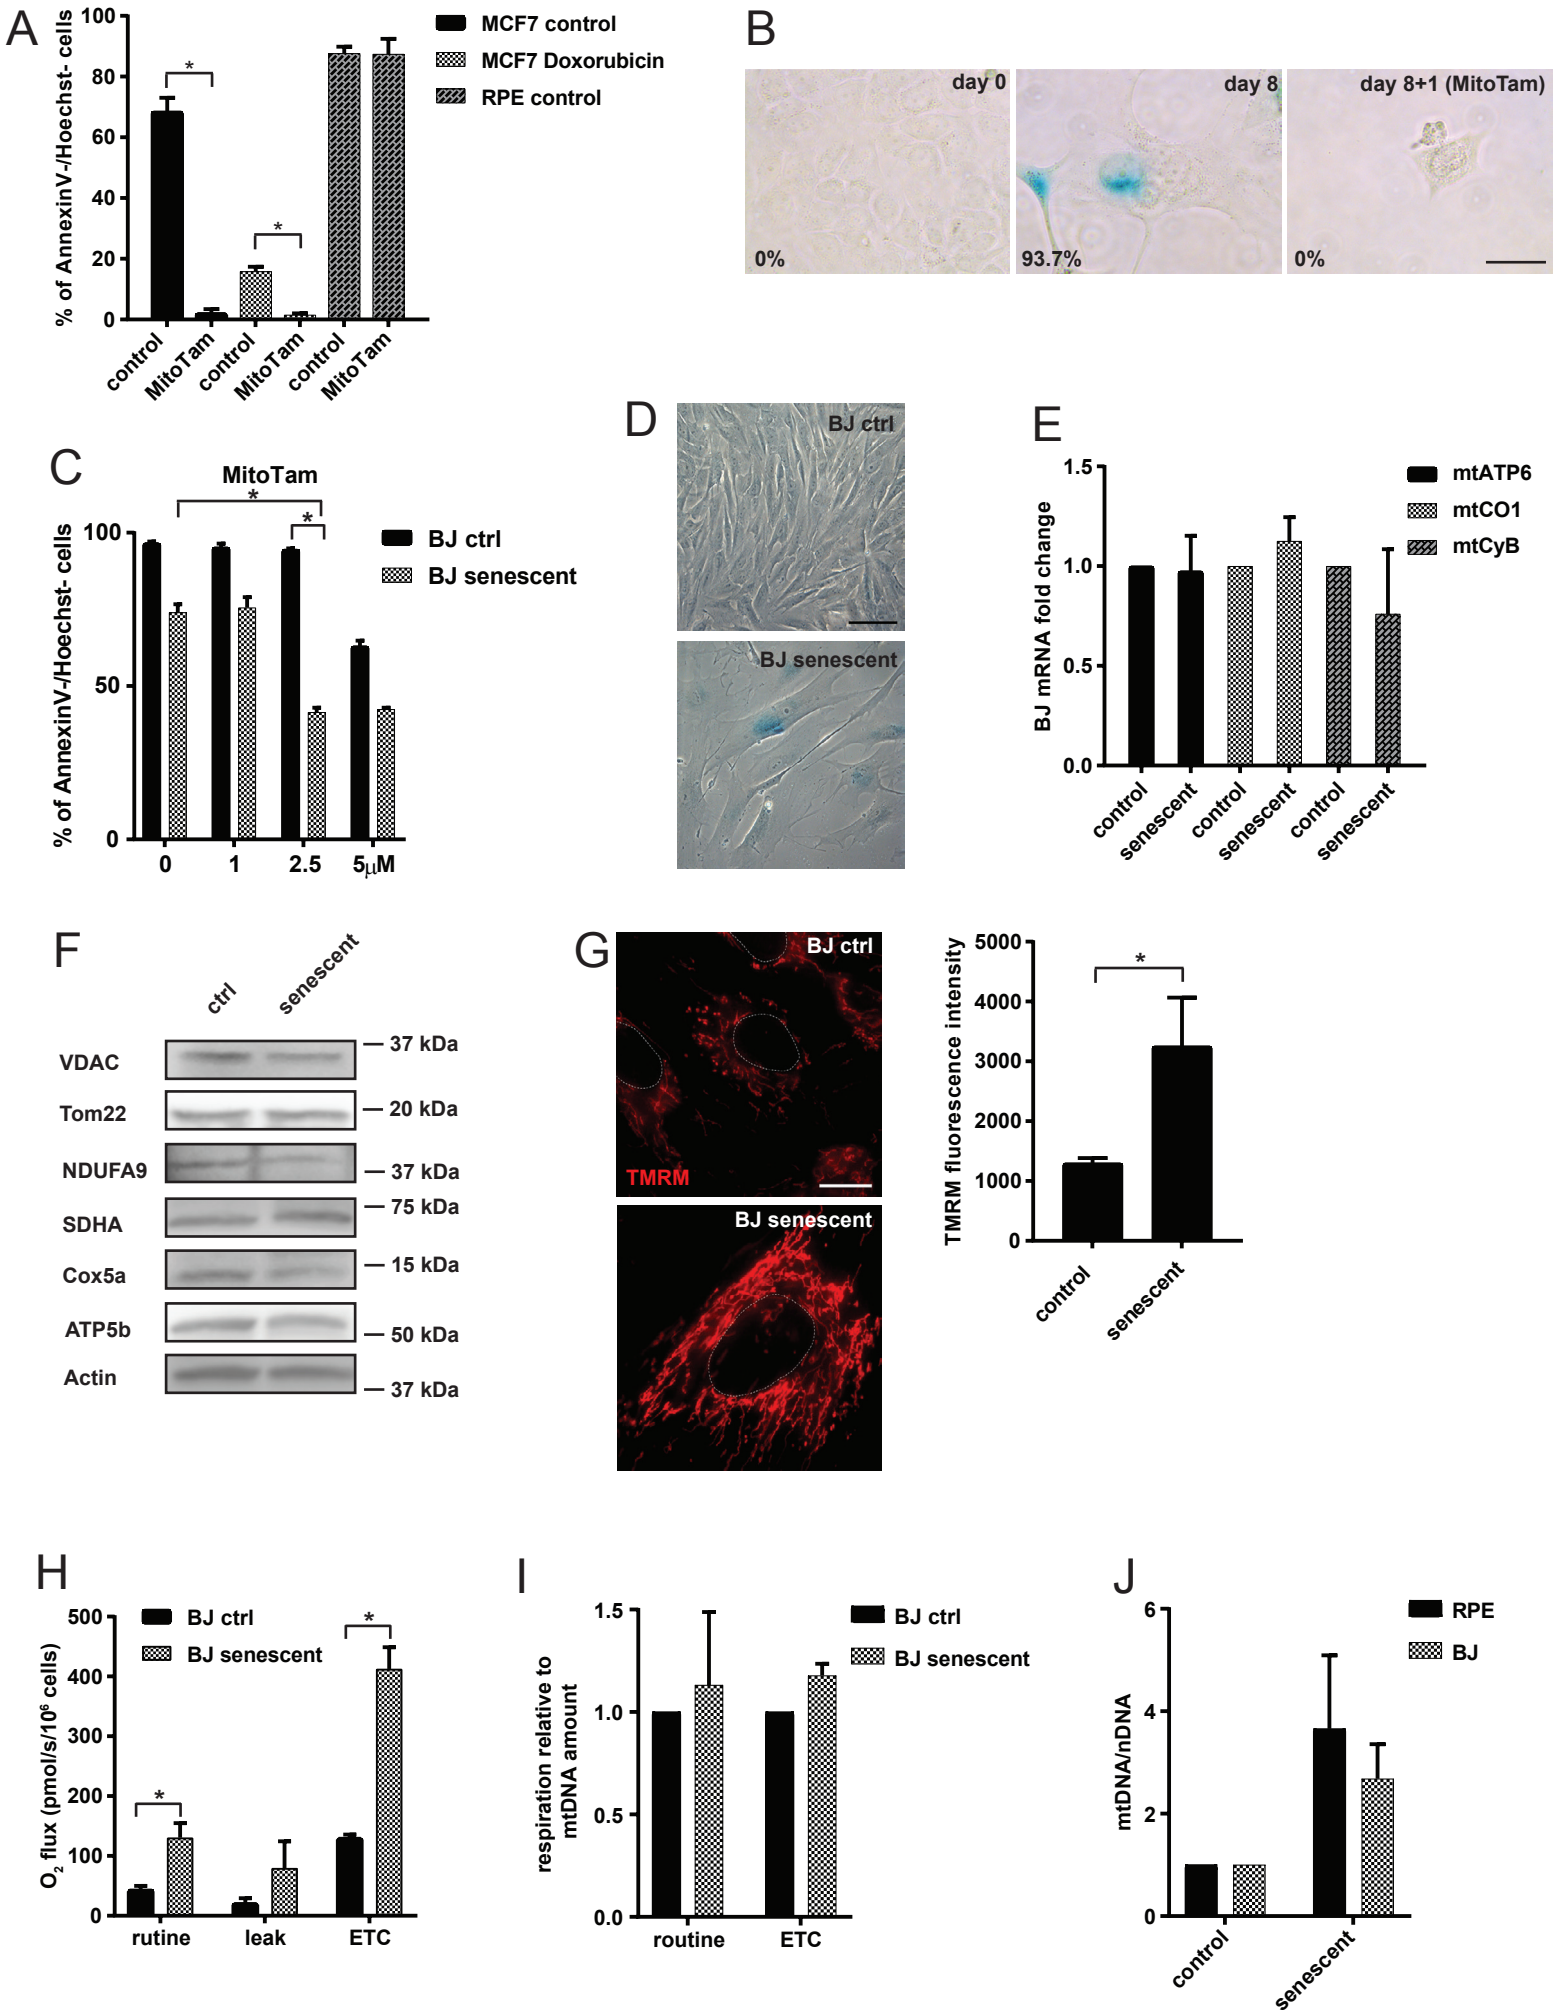 A
% of AnnexinV-/Hoechst- cells
100
80
60
40
20
0
*
*
control
MitoTam
control
MitoTam
control
MitoTam
MCF7 control
MCF7 Doxorubicin
RPE control
B
day 0
0%
day 8
93.7%
day 8+1 (MitoTam)
0%
C
MitoTam
*
*
% of AnnexinV-/Hoechst- cells
100
50
0
0 1 2.5 5μM
BJ ctrl
BJ senescent
D
BJ ctrl
BJ senescent
E
BJ mRNA fold change
1.5
1.0
0.5
0.0
control
senescent
control
senescent
control
senescent
mtATP6
mtCO1
mtCyB
F
ctrl
senescent
VDAC
37 kDa
Tom22
20 kDa
NDUFA9
37 kDa
SDHA
75 kDa
Cox5a
15 kDa
ATP5b
50 kDa
Actin
37 kDa
G
BJ ctrl
TMRM
BJ senescent
TMRM fluorescence intensity
5000
4000
3000
2000
1000
0
*
control
senescent
H
O2 flux (pmol/s/10⁶ cells)
500
400
300
200
100
0
*
*
rutine leak ETC
BJ ctrl
BJ senescent
I
respiration relative to
mtDNA amount
1.5
1.0
0.5
0.0
routine ETC
BJ ctrl
BJ senescent
J
mtDNA/nDNA
6
4
2
0
control
senescent
RPE
BJ